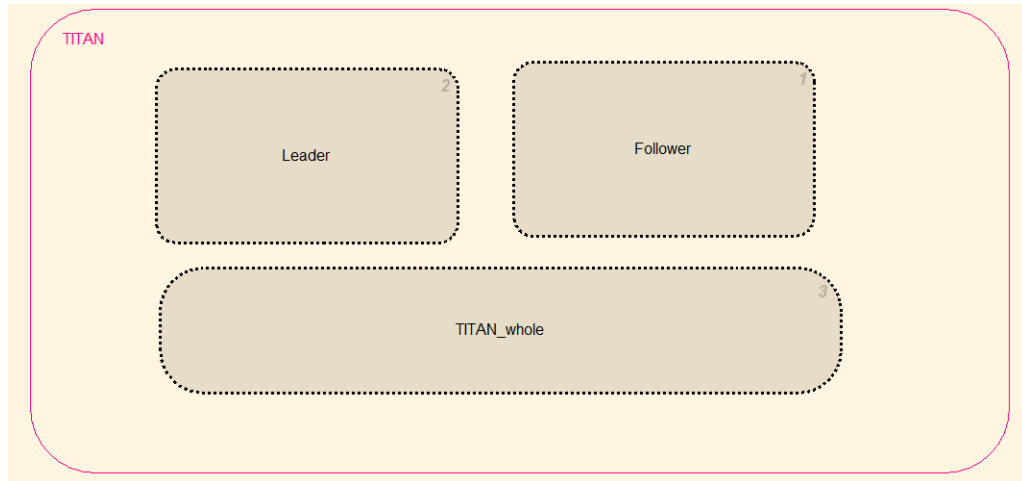 TITAN
2
Leader
1
Follower
3
TITAN_whole